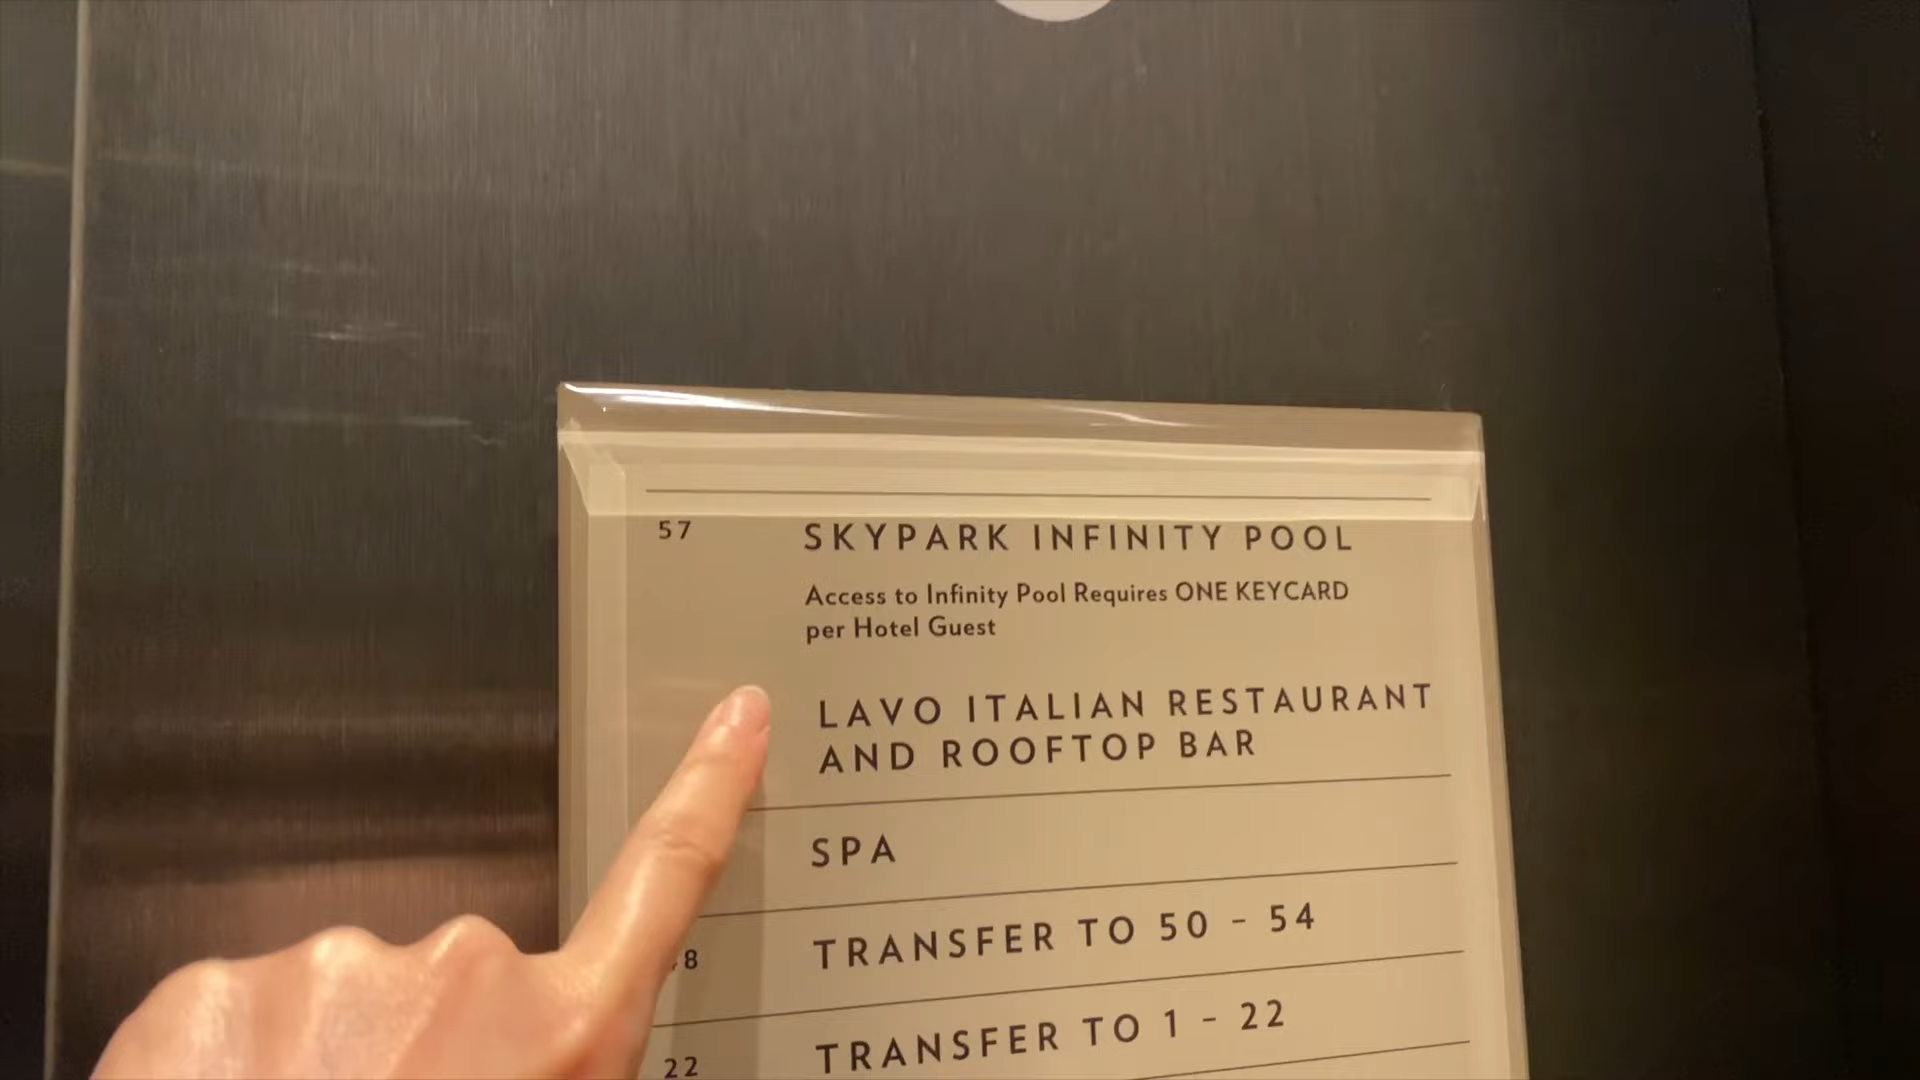 57 SKYPARK INFINITY POOL
Access to Infinity Pool Requires ONE KEYCARD
per Hotel Guest
LAVO ITALIAN RESTAURANT
AND ROOFTOP BAR
SPA
8 TRANSFER TO 50 – 54
22 TRANSFER TO 1 – 22